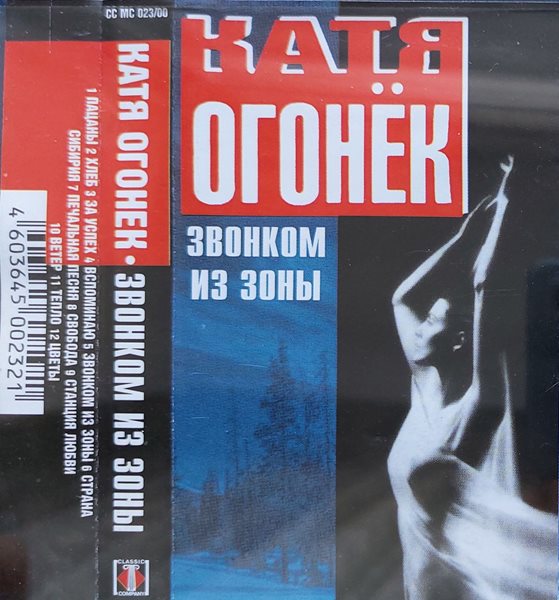 КАТЯ
ОГОНЁК
ЗВОНКОМ
ИЗ ЗОНЫ
CC MC 023/00
КАТЯ ОГОНЕК • ЗВОНКОМ ИЗ ЗОНЫ
1 ПАЦАНЫ 2 ХЛЕБ 3 ЗА УСПЕХ 4 ВСПОМИНАЮ 5 ЗВОНКОМ ИЗ ЗОНЫ 6 СТРАНА
СИБИРИЯ 7 ПЕЧАЛЬНАЯ ПЕСНЯ 8 СВОБОДА 9 СТАНЦИЯ ЛЮБВИ
10 ВЕТЕР 11 ТЕПЛО 12 ЦВЕТЫ
4 603645 002321
CLASSIC
COMPANY